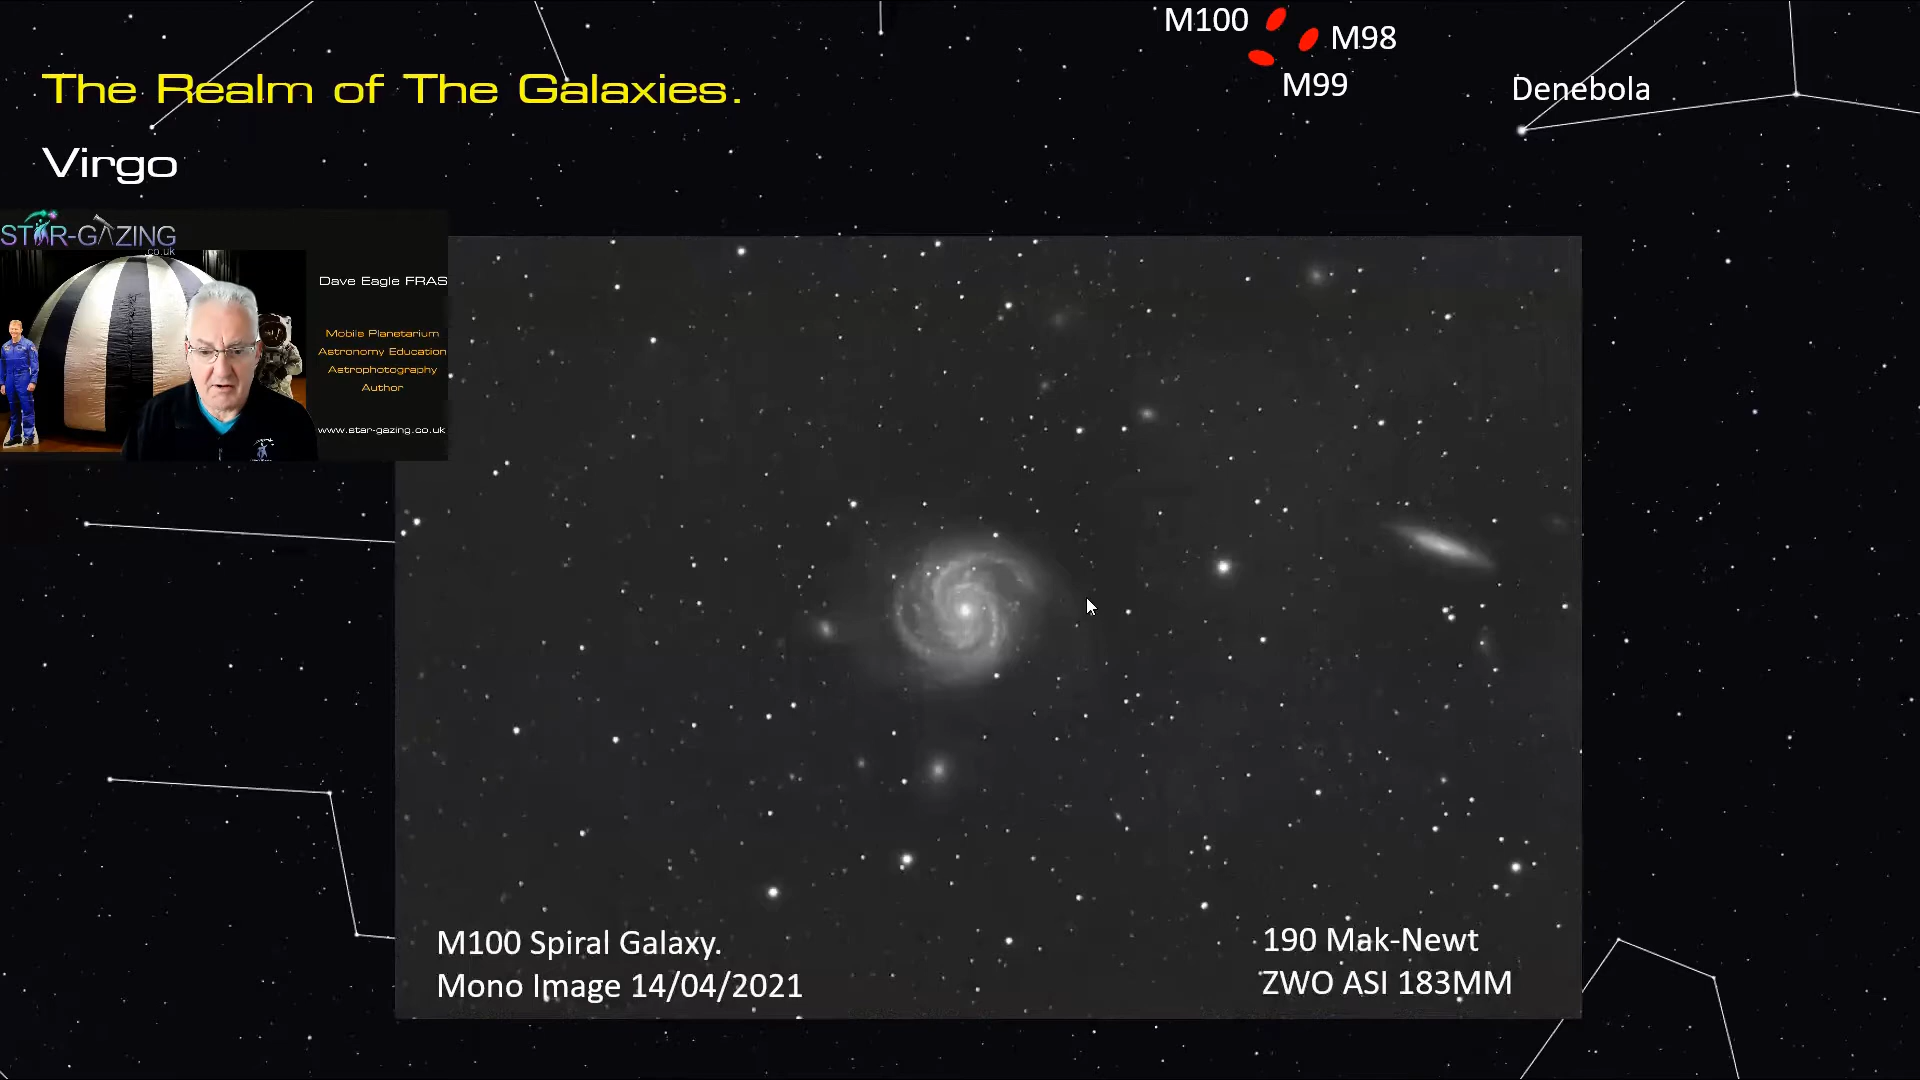 M100
M98
M99
Denebola
The Realm of The Galaxies.
Virgo
STAR-GAZING
.co.uk
Dave Eagle FRAS
Mobile Planetarium
Astronomy Education
Astrophotography
Author
www.star-gazing.co.uk
M100 Spiral Galaxy.
Mono Image 14/04/2021
190 Mak-Newt
ZWO ASI 183MM